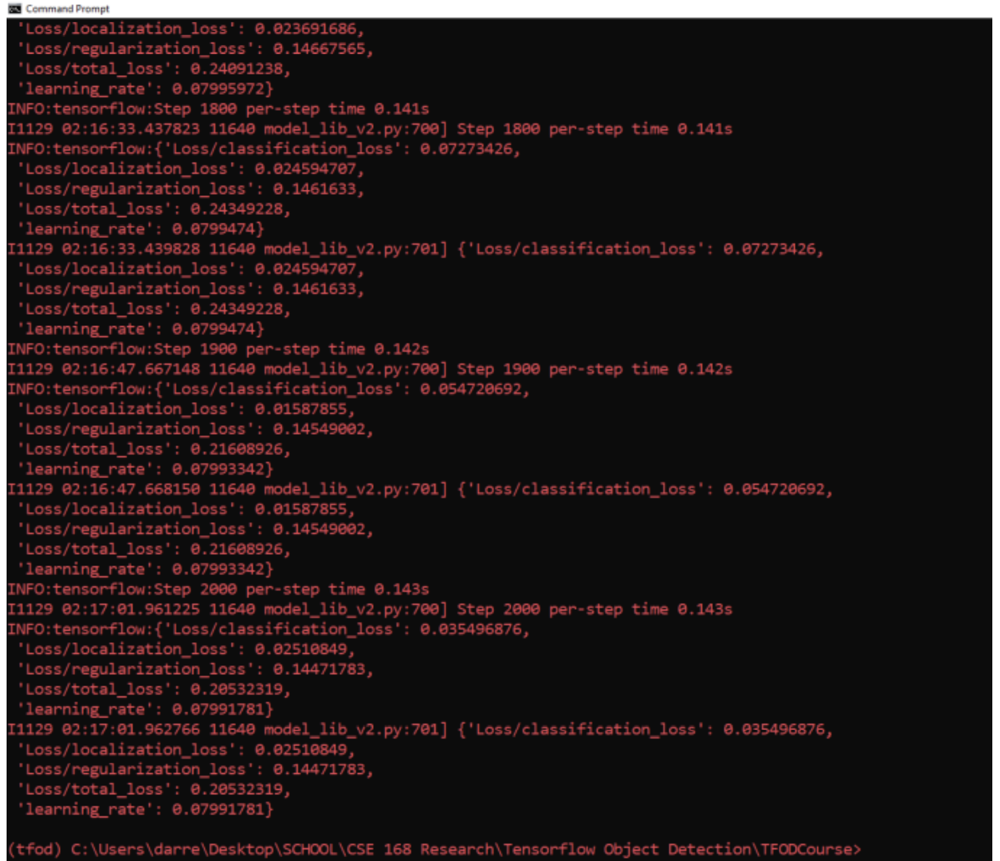 Command Prompt
'Loss/localization_loss': 0.023691686,
'Loss/regularization_loss': 0.14667565,
'Loss/total_loss': 0.24091238,
'learning_rate': 0.07995972}
INFO:tensorflow:Step 1800 per-step time 0.141s
I1129 02:16:33.437823 11640 model_lib_v2.py:700] Step 1800 per-step time 0.141s
INFO:tensorflow:{'Loss/classification_loss': 0.07273426,
'Loss/localization_loss': 0.024594707,
'Loss/regularization_loss': 0.1461633,
'Loss/total_loss': 0.24349228,
'learning_rate': 0.0799474}
I1129 02:16:33.439828 11640 model_lib_v2.py:701] {'Loss/classification_loss': 0.07273426,
'Loss/localization_loss': 0.024594707,
'Loss/regularization_loss': 0.1461633,
'Loss/total_loss': 0.24349228,
'learning_rate': 0.0799474}
INFO:tensorflow:Step 1900 per-step time 0.142s
I1129 02:16:47.667148 11640 model_lib_v2.py:700] Step 1900 per-step time 0.142s
INFO:tensorflow:{'Loss/classification_loss': 0.054720692,
'Loss/localization_loss': 0.01587855,
'Loss/regularization_loss': 0.14549002,
'Loss/total_loss': 0.21608926,
'learning_rate': 0.07993342}
I1129 02:16:47.668150 11640 model_lib_v2.py:701] {'Loss/classification_loss': 0.054720692,
'Loss/localization_loss': 0.01587855,
'Loss/regularization_loss': 0.14549002,
'Loss/total_loss': 0.21608926,
'learning_rate': 0.07993342}
INFO:tensorflow:Step 2000 per-step time 0.143s
I1129 02:17:01.961225 11640 model_lib_v2.py:700] Step 2000 per-step time 0.143s
INFO:tensorflow:{'Loss/classification_loss': 0.035496876,
'Loss/localization_loss': 0.02510849,
'Loss/regularization_loss': 0.14471783,
'Loss/total_loss': 0.20532319,
'learning_rate': 0.07991781}
I1129 02:17:01.962766 11640 model_lib_v2.py:701] {'Loss/classification_loss': 0.035496876,
'Loss/localization_loss': 0.02510849,
'Loss/regularization_loss': 0.14471783,
'Loss/total_loss': 0.20532319,
'learning_rate': 0.07991781}
(tfod) C:\Users\darre\Desktop\SCHOOL\CSE 168 Research\Tensorflow Object Detection\TFODCourse>